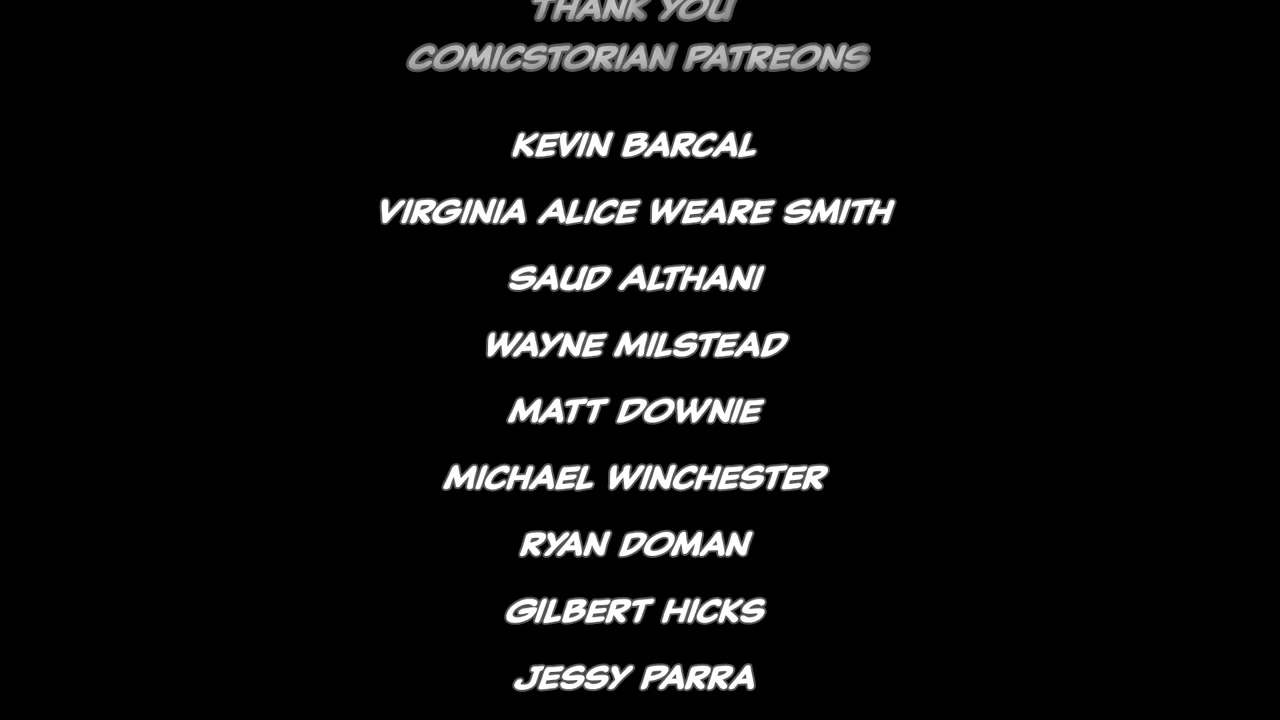 THANK YOU
COMICSTORIAN PATREONS
KEVIN BARCAL
VIRGINIA ALICE WEARE SMITH
SAUD ALTHANI
WAYNE MILSTEAD
MATT DOWNIE
MICHAEL WINCHESTER
RYAN DOMAN
GILBERT HICKS
JESSY PARRA